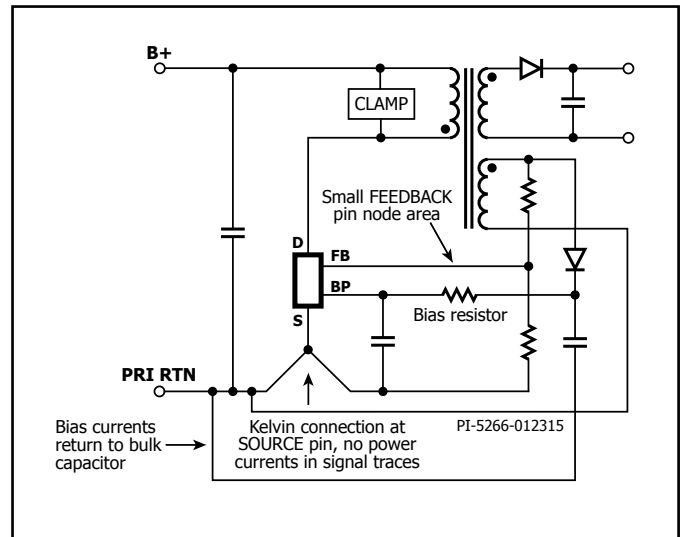 B+
CLAMP
Small FEEDBACK
pin node area
D
FB
BP
S
Bias resistor
PRI RTN
Bias currents
return to bulk
capacitor
Kelvin connection at
SOURCE pin, no power
currents in signal traces
PI-5266-012315